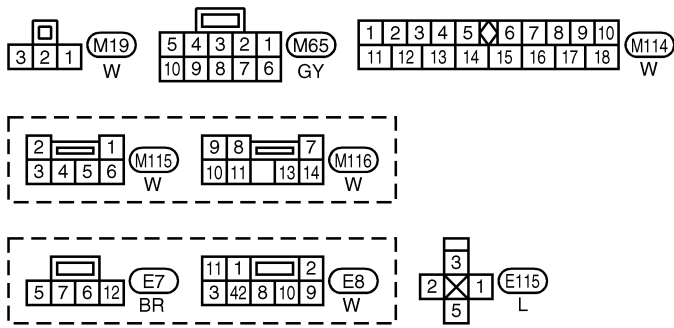 3 2 1 M19 W
5 4 3 2 1 M65
10 9 8 7 6 GY
1 2 3 4 5 6 7 8 9 10 M114
11 12 13 14 15 16 17 18 W
2 1 M115
3 4 5 6 W
9 8 7 M116
10 11 13 14 W
5 7 6 12 E7 BR
11 1 2 E8
3 42 8 10 9 W
3
2 1 E115
5 L